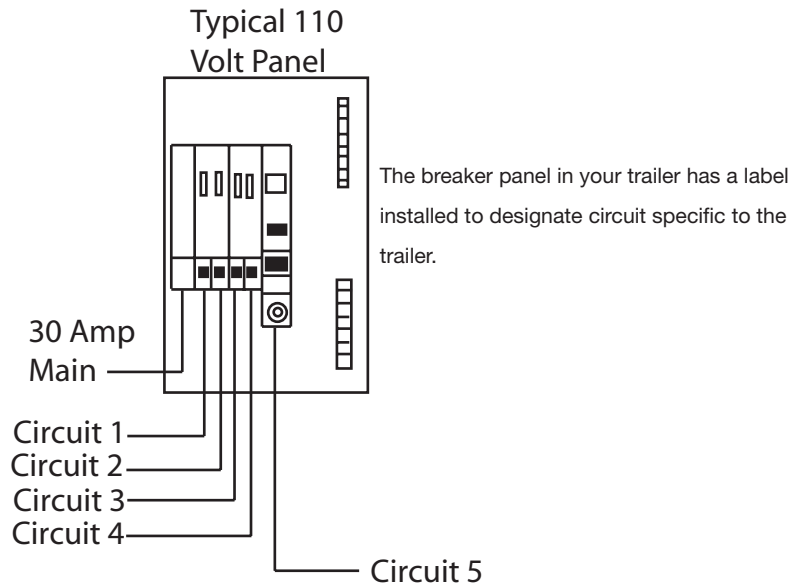 Typical 110
Volt Panel
The breaker panel in your trailer has a label
installed to designate circuit specific to the
trailer.
30 Amp
Main
Circuit 1
Circuit 2
Circuit 3
Circuit 4
Circuit 5